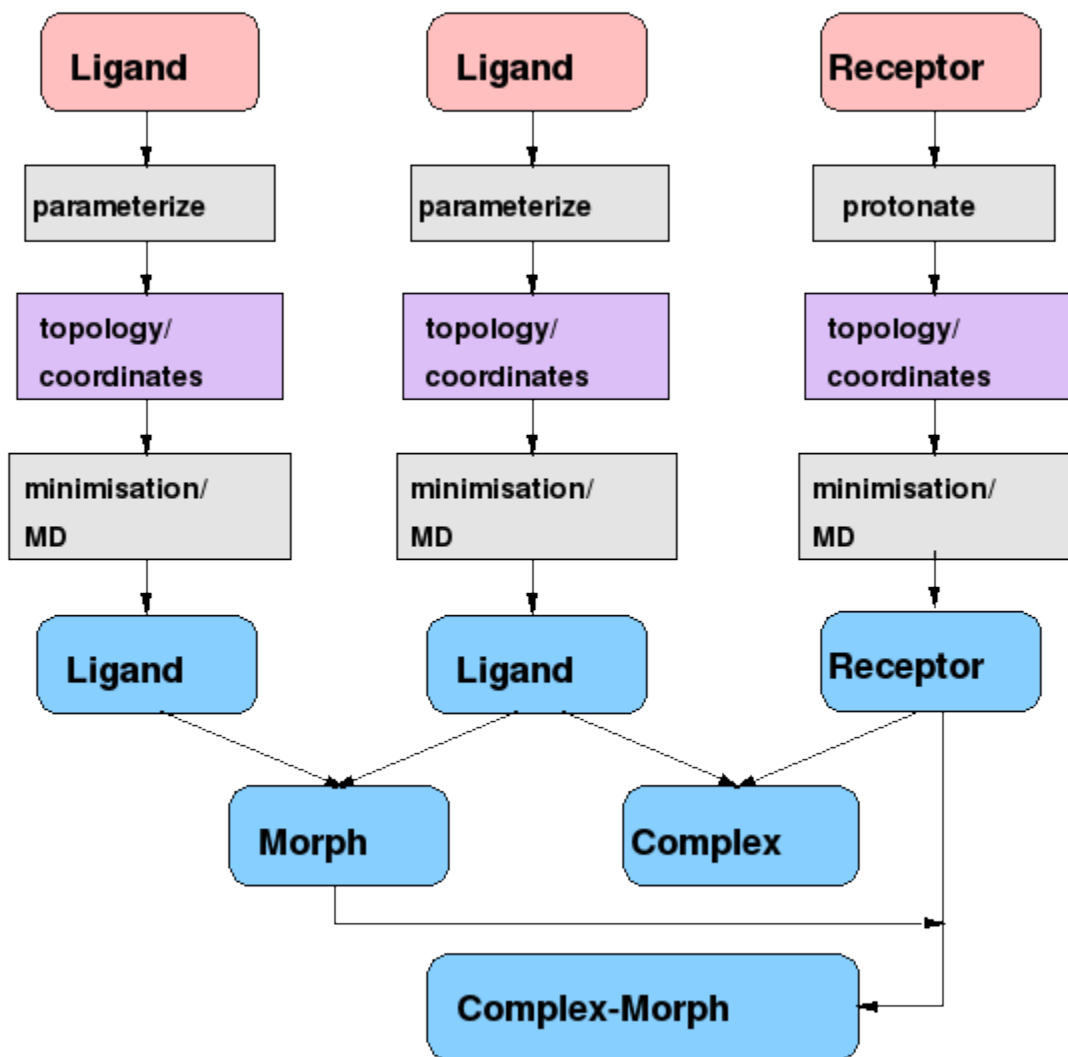 Ligand
Ligand
Receptor
parameterize
parameterize
protonate
topology/
coordinates
topology/
coordinates
topology/
coordinates
minimisation/
MD
minimisation/
MD
minimisation/
MD
Ligand
Ligand
Receptor
Morph
Complex
Complex-Morph